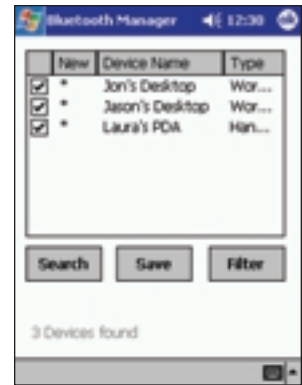 Bluetooth Manager 12:30
New Device Name Type
* Jon's Desktop Wor...
* Jason's Desktop Wor...
* Laura's PDA Han...
Search Save Filter
3 Devices found